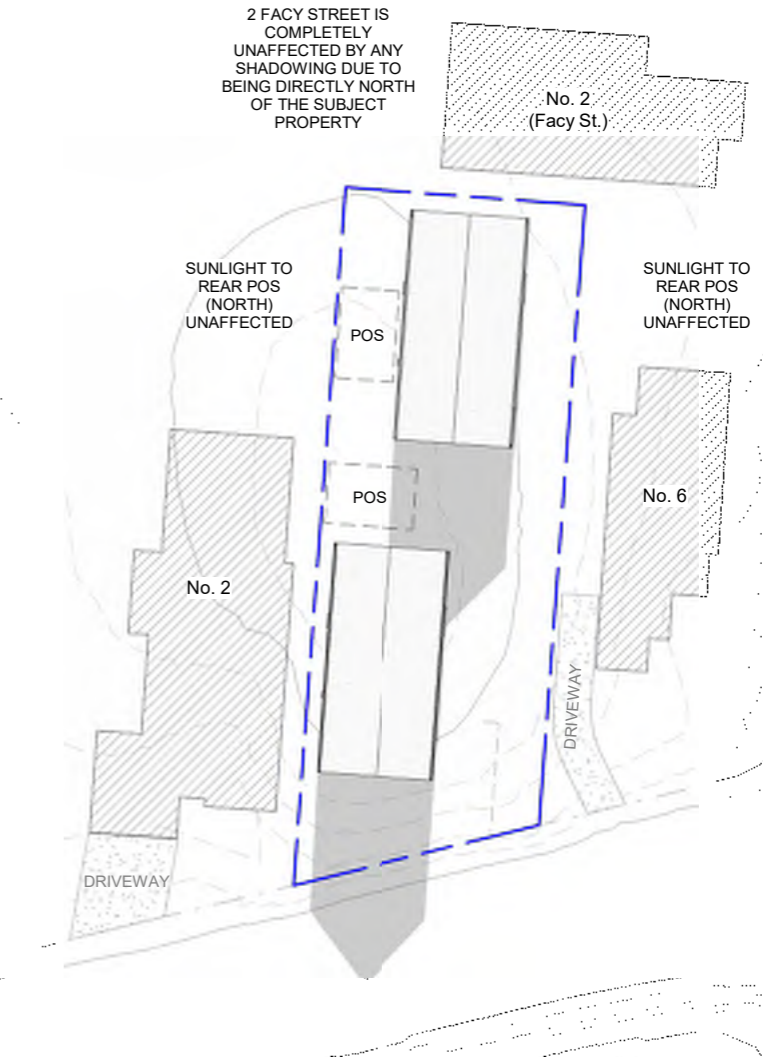 2 FACY STREET IS
COMPLETELY
UNAFFECTED BY ANY
SHADOWING DUE TO
BEING DIRECTLY NORTH
OF THE SUBJECT
PROPERTY
No. 2
(Facy St.)
SUNLIGHT TO
REAR POS
(NORTH)
UNAFFECTED
SUNLIGHT TO
REAR POS
(NORTH)
UNAFFECTED
POS
POS
No. 6
No. 2
DRIVEWAY
DRIVEWAY